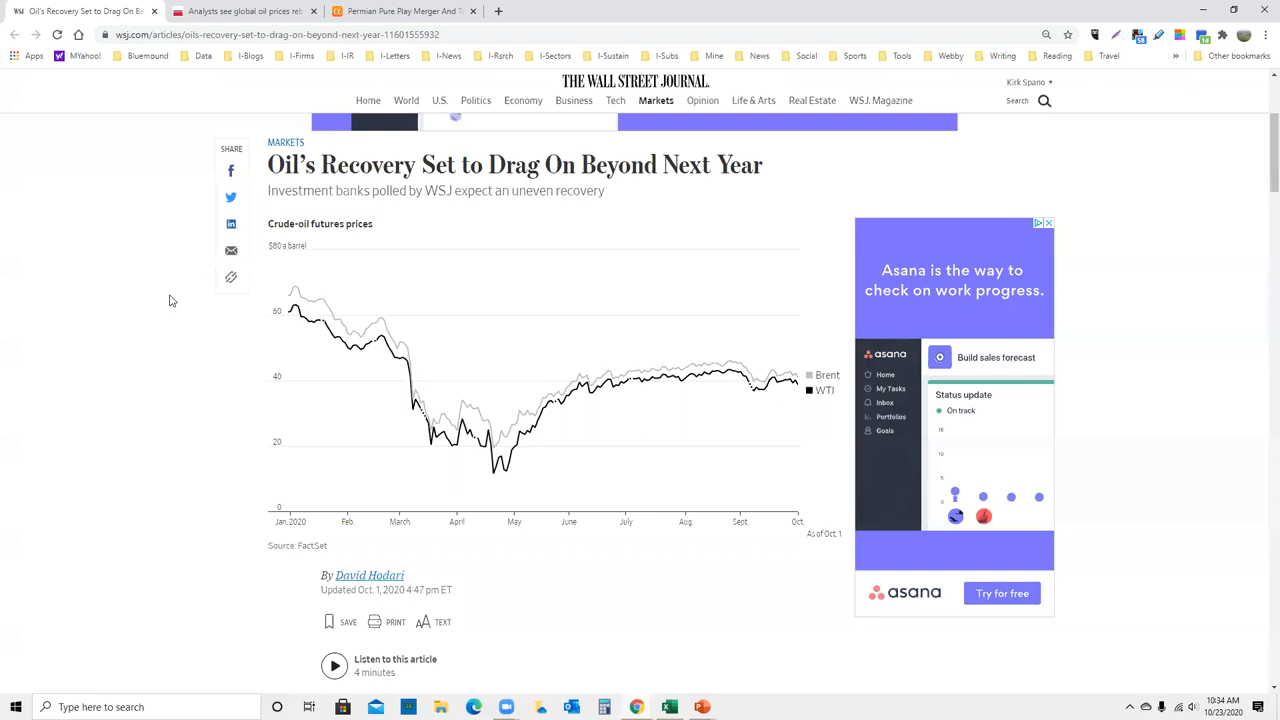 Oil's Recovery Set to Drag On Be
Analysts see global oil prices reb
Permian Pure Play Merger And T
wsj.com/articles/oils-recovery-set-to-drag-on-beyond-next-year-11601555932
Apps
MYahoo!
Bluemound
Data
I-Blogs
I-Firms
I-IR
I-Letters
I-News
I-Rsrch
I-Sectors
I-Sustain
I-Subs
Mine
News
Social
Sports
Tools
Webby
Writing
Reading
Travel
»
Other bookmarks
THE WALL STREET JOURNAL.
Kirk Spano
Home World U.S. Politics Economy Business Tech Markets Opinion Life & Arts Real Estate WSJ. Magazine
Search
SHARE
MARKETS
Oil's Recovery Set to Drag On Beyond Next Year
Investment banks polled by WSJ expect an uneven recovery
Crude-oil futures prices
$80 a barrel
60
40
20
0
Brent
WTI
Jan. 2020 Feb. March April May June July Aug. Sept. Oct.
As of Oct. 1
Source: FactSet
By David Hodari
Updated Oct. 1, 2020 4:47 pm ET
SAVE PRINT AA TEXT
Listen to this article
4 minutes
Asana is the way to
check on work progress.
asana
Home
My Tasks
Inbox
Portfolios
Goals
Build sales forecast
Status update
On track
15
10
5
0
asana
Try for free
Type here to search
10:34 AM
10/23/2020